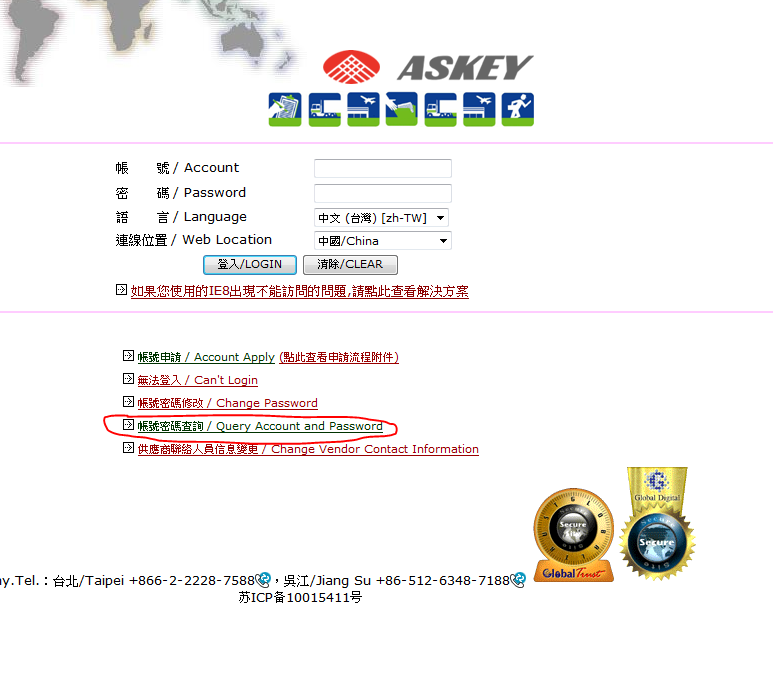 ASKEY
帳 號 / Account
密 碼 / Password
語 言 / Language 中文 (台灣) [zh-TW]
連線位置 / Web Location 中國/China
登入/LOGIN 清除/CLEAR
如果您使用的IE8出現不能訪問的問題,請點此查看解決方案
帳號申請 / Account Apply (點此查看申請流程附件)
無法登入 / Can't Login
帳號密碼修改 / Change Password
帳號密碼查詢 / Query Account and Password
供應商聯絡人員信息變更 / Change Vendor Contact Information
Global Digital
Secure Site
Secure
GlobalTrust
Site
y.Tel.：台北/Taipei +866-2-2228-7588，吳江/Jiang Su +86-512-6348-7188
苏ICP备10015411号